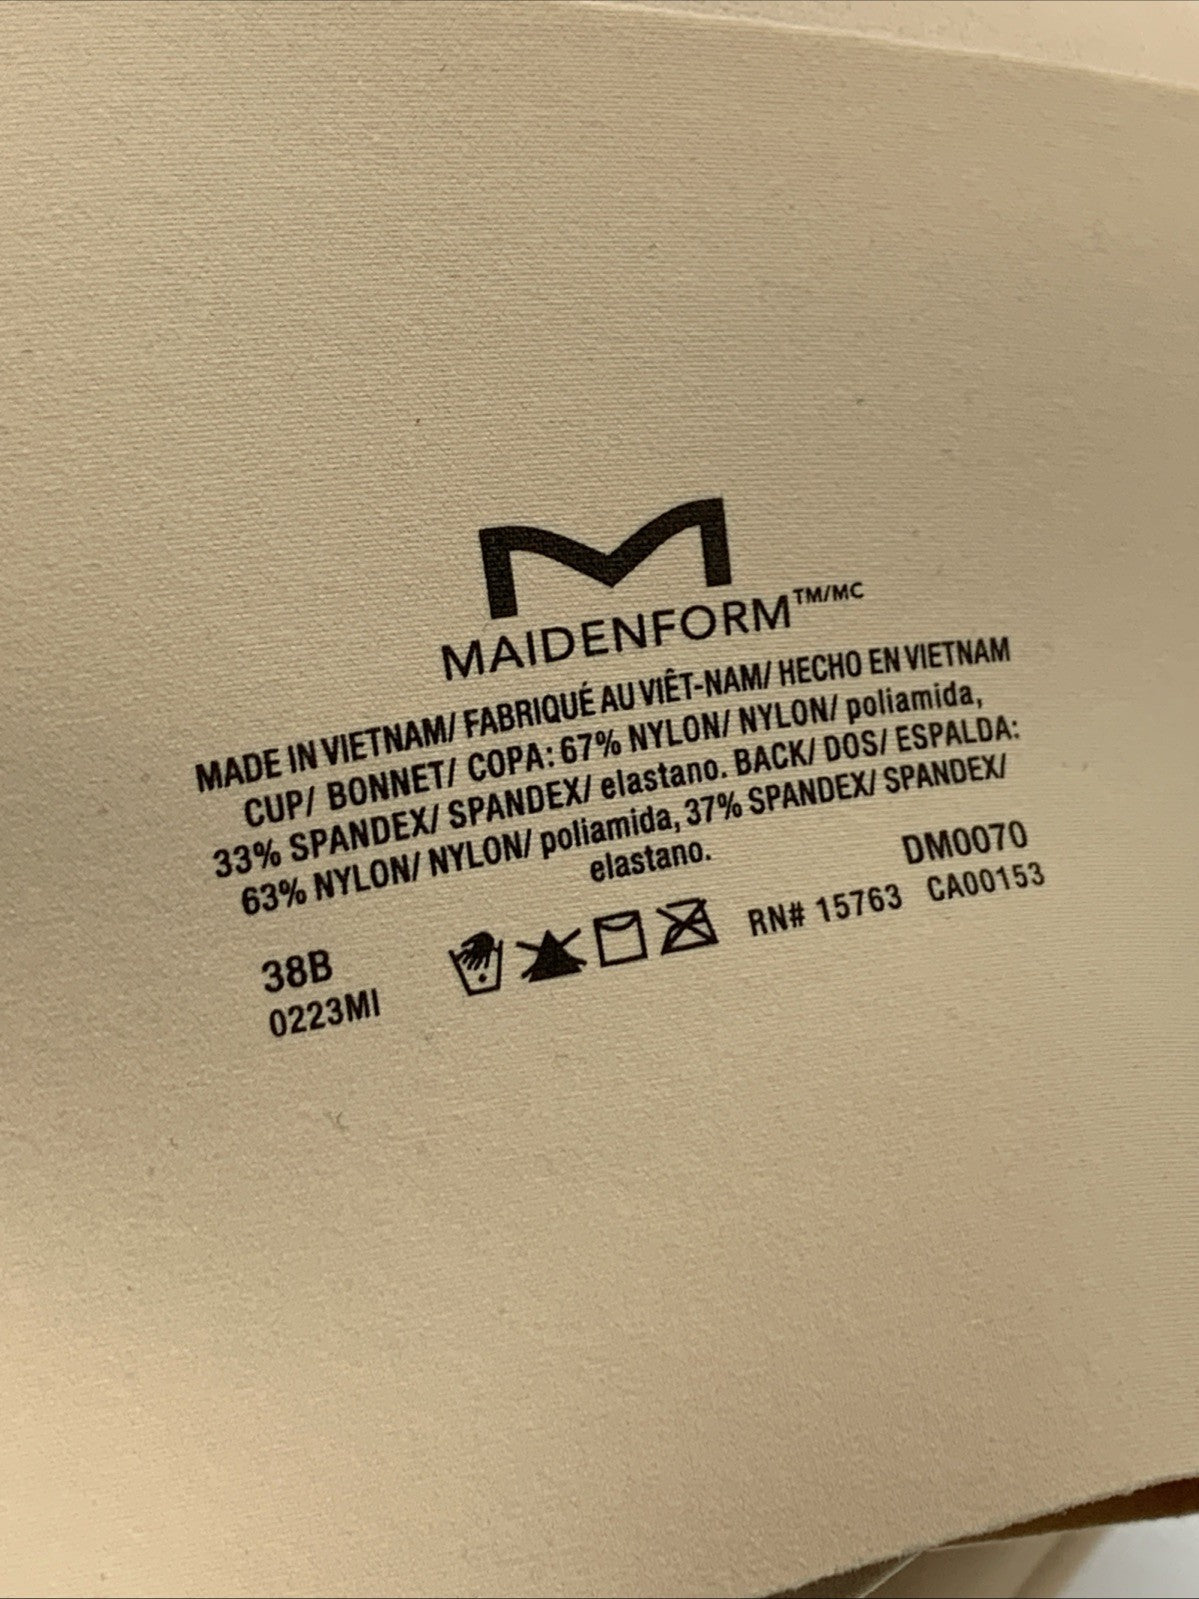 MAIDENFORM™/MC
MADE IN VIETNAM/ FABRIQUÉ AU VIÊT-NAM/ HECHO EN VIETNAM
CUP/ BONNET/ COPA: 67% NYLON/ NYLON/ poliamida,
33% SPANDEX/ SPANDEX/ elastano. BACK/ DOS/ ESPALDA:
63% NYLON/ NYLON/ poliamida, 37% SPANDEX/ SPANDEX/
elastano.
DM0070
38B
RN# 15763 CA00153
0223MI